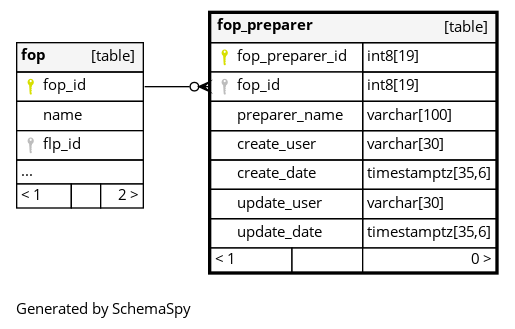 fop [table]
fop_id
name
flp_id
...
< 1 2 >
fop_preparer [table]
fop_preparer_id int8[19]
fop_id int8[19]
preparer_name varchar[100]
create_user varchar[30]
create_date timestamptz[35,6]
update_user varchar[30]
update_date timestamptz[35,6]
< 1 0 >
Generated by SchemaSpy